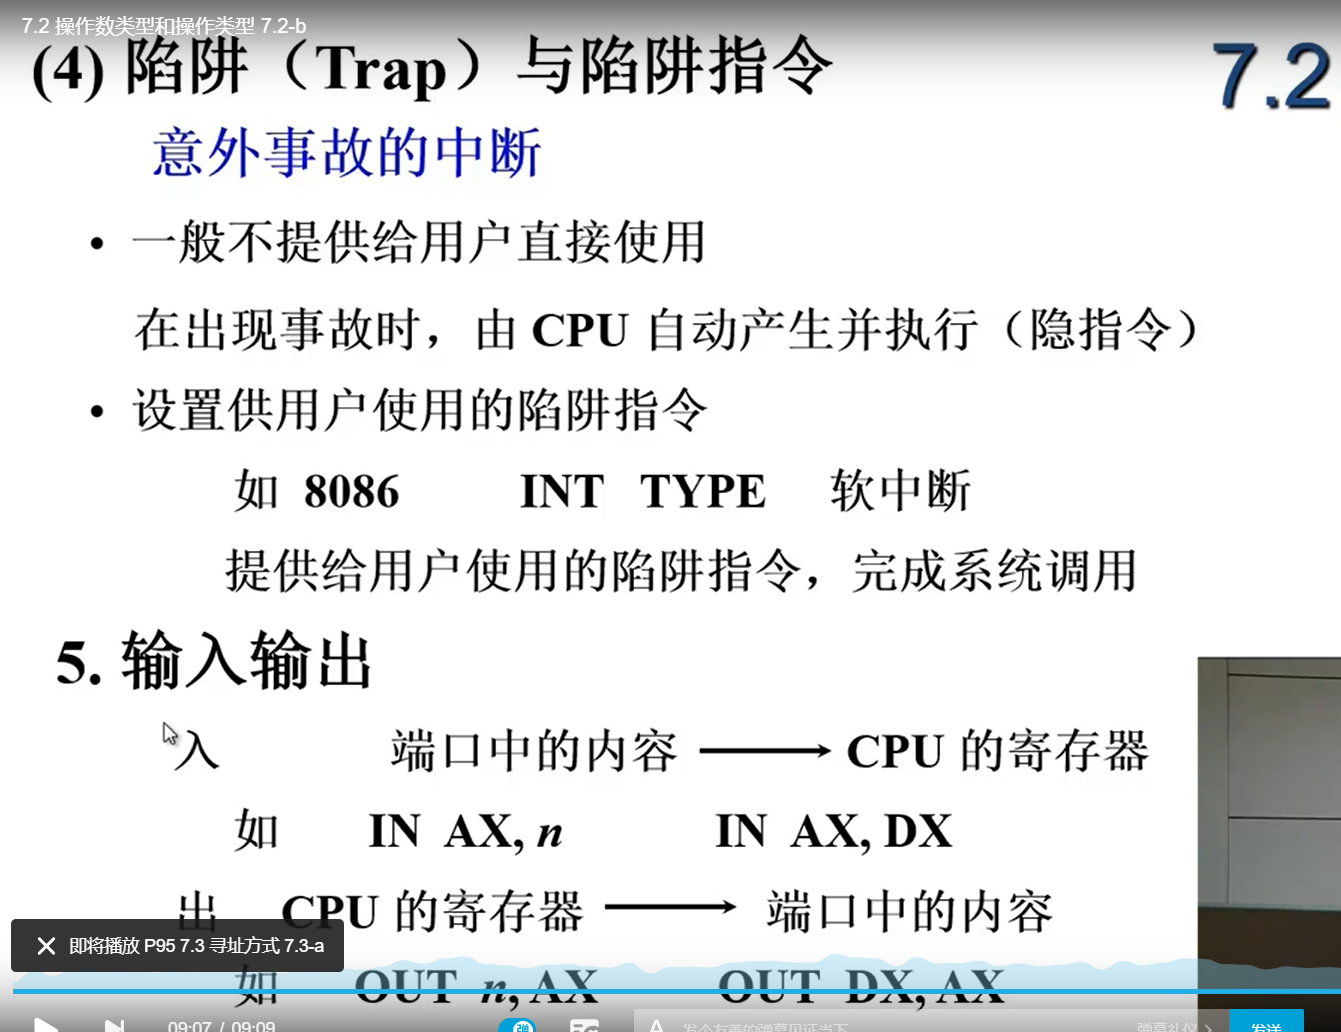 7.2 操作数类型和操作类型 7.2-b
(4) 陷阱（Trap）与陷阱指令
7.2
意外事故的中断
• 一般不提供给用户直接使用
在出现事故时，由 CPU 自动产生并执行（隐指令）
• 设置供用户使用的陷阱指令
如 8086 INT TYPE 软中断
提供给用户使用的陷阱指令，完成系统调用
5. 输入输出
入 端口中的内容 → CPU 的寄存器
如 IN AX, n IN AX, DX
出 CPU 的寄存器 → 端口中的内容
即将播放 P95 7.3 寻址方式 7.3-a
如 OUT n, AX OUT DX, AX
09:07 / 09:09 弹 A 发个友善的弹幕见证当下 弹幕礼仪 发送